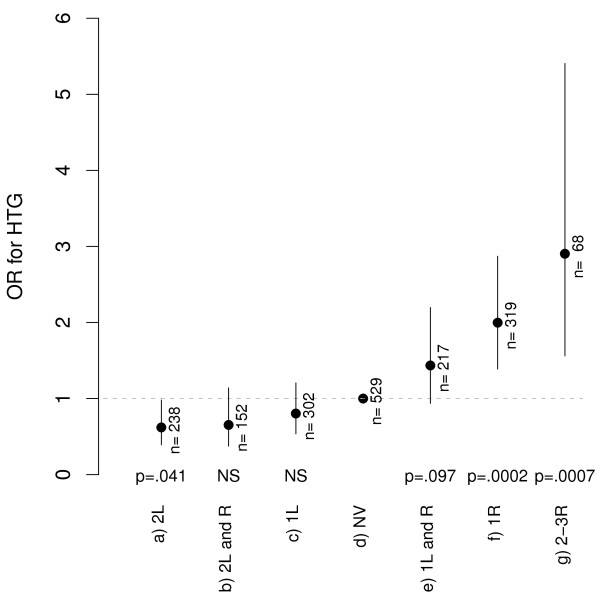 6
5
4
3
2
1
0
OR for HTG
n= 238
n= 152
n= 302
n= 529
n= 217
n= 319
n= 68
p=.041 NS NS p=.097 p=.0002 p=.0007
a) 2L
b) 2L and R
c) 1L
d) NV
e) 1L and R
f) 1R
g) 2−3R